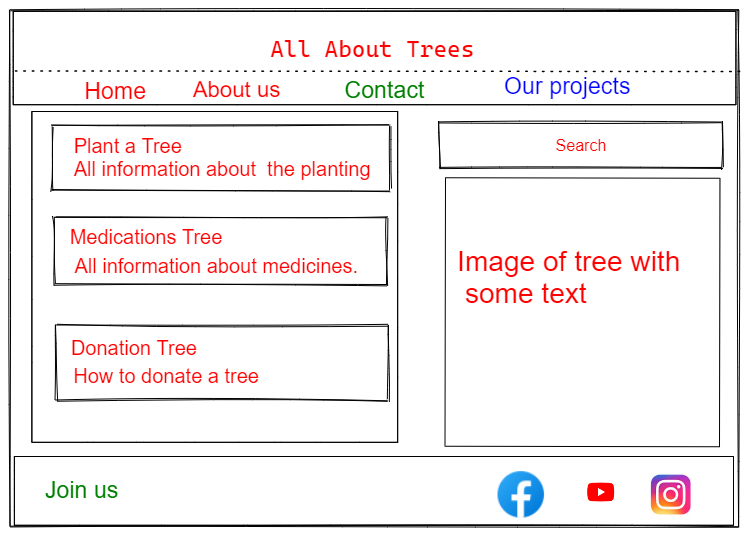 All About Trees
Home About us Contact Our projects
Plant a Tree
All information about the planting
Search
Medications Tree
All information about medicines.
Image of tree with
some text
Donation Tree
How to donate a tree
Join us